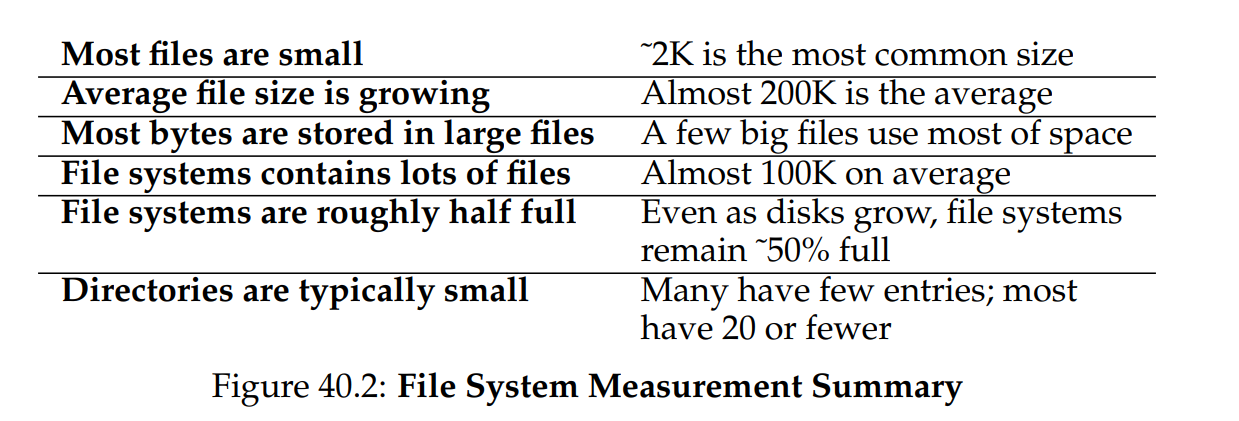 Most files are small ˜2K is the most common size
Average file size is growing Almost 200K is the average
Most bytes are stored in large files A few big files use most of space
File systems contains lots of files Almost 100K on average
File systems are roughly half full Even as disks grow, file systems
remain ˜50% full
Directories are typically small Many have few entries; most
have 20 or fewer
Figure 40.2: File System Measurement Summary